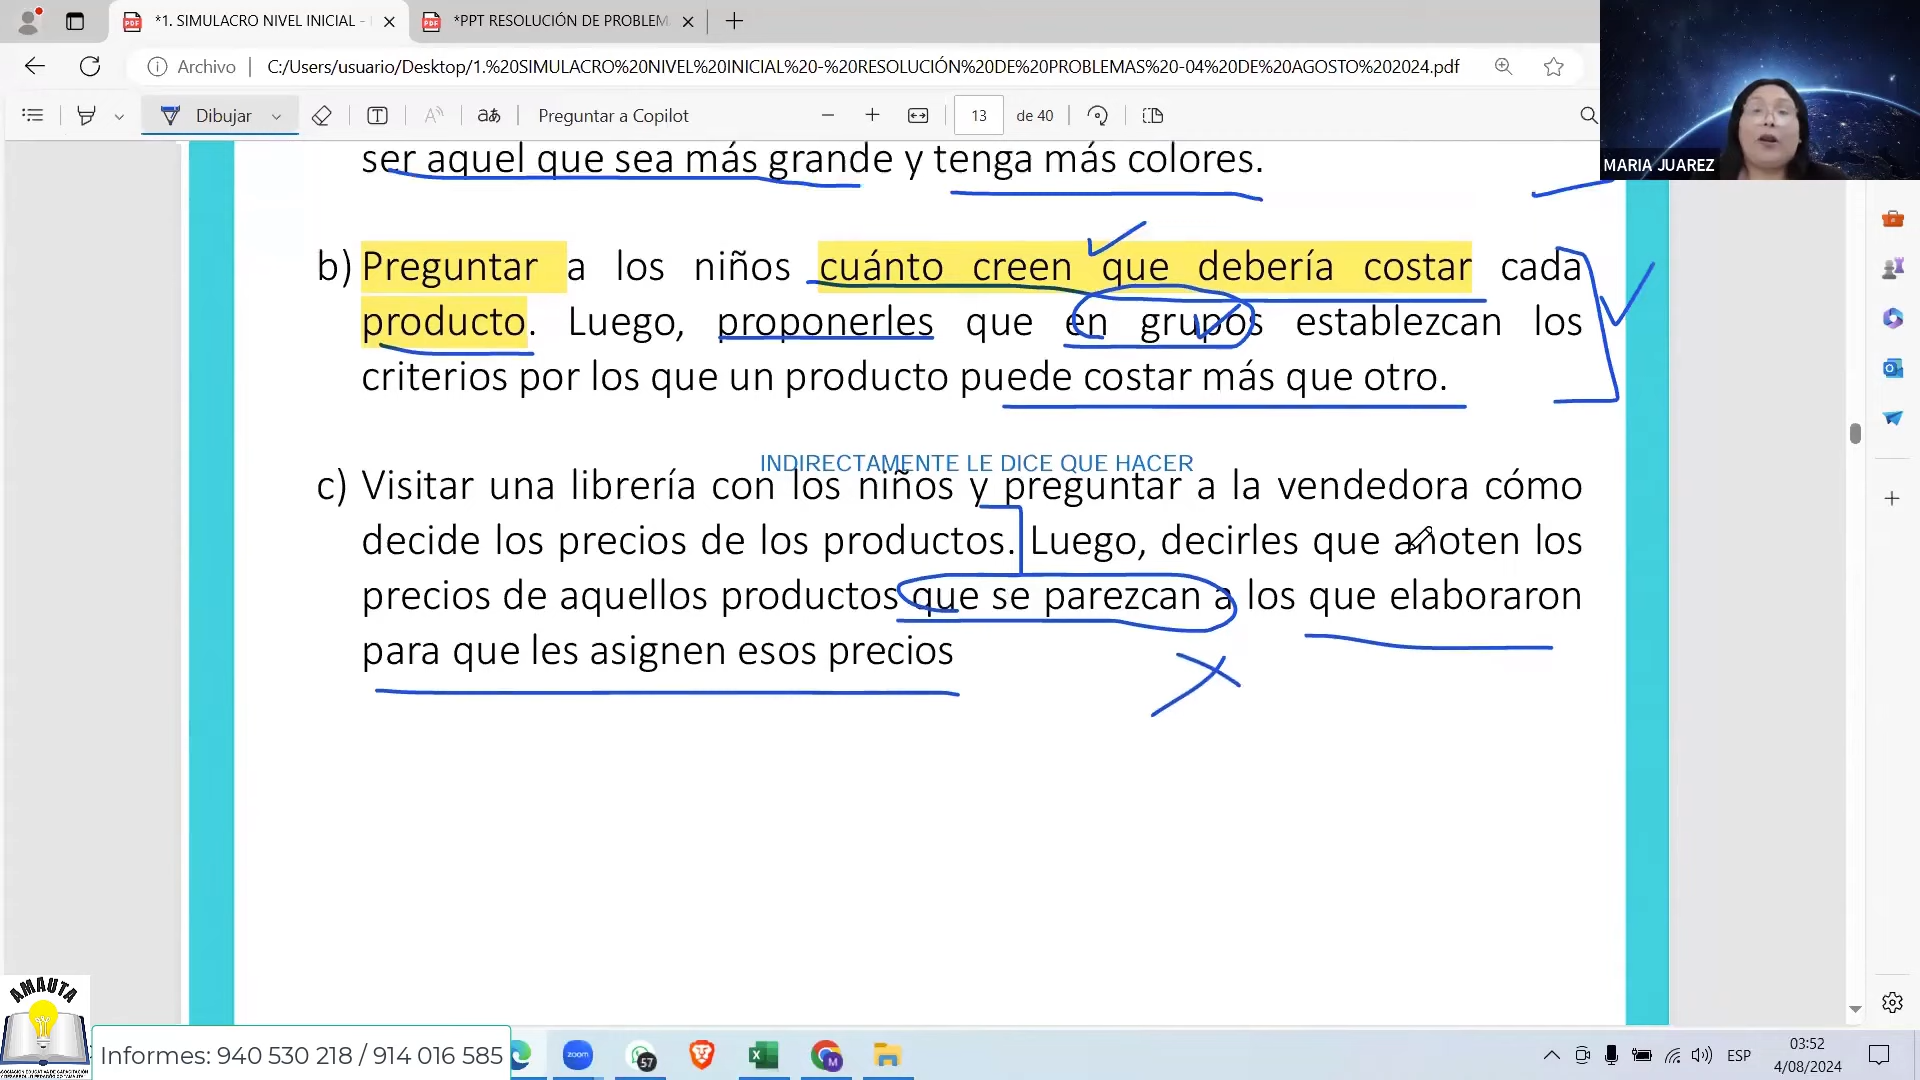 *1. SIMULACRO NIVEL INICIAL -
*PPT RESOLUCIÓN DE PROBLEM
Archivo
C:/Users/usuario/Desktop/1.%20SIMULACRO%20NIVEL%20INICIAL%20-%20RESOLUCIÓN%20DE%20PROBLEMAS%20-04%20DE%20AGOSTO%202024.pdf
Dibujar
Preguntar a Copilot
13 de 40
MARIA JUAREZ
ser aquel que sea más grande y tenga más colores.
b) Preguntar a los niños cuánto creen que debería costar cada
producto. Luego, proponerles que en grupos establezcan los
criterios por los que un producto puede costar más que otro.
INDIRECTAMENTE LE DICE QUE HACER
c) Visitar una librería con los niños y preguntar a la vendedora cómo
decide los precios de los productos. Luego, decirles que anoten los
precios de aquellos productos que se parezcan a los que elaboraron
para que les asignen esos precios
AMAUTA
Informes: 940 530 218 / 914 016 585
zoom
57
M
ESP
03:52
4/08/2024